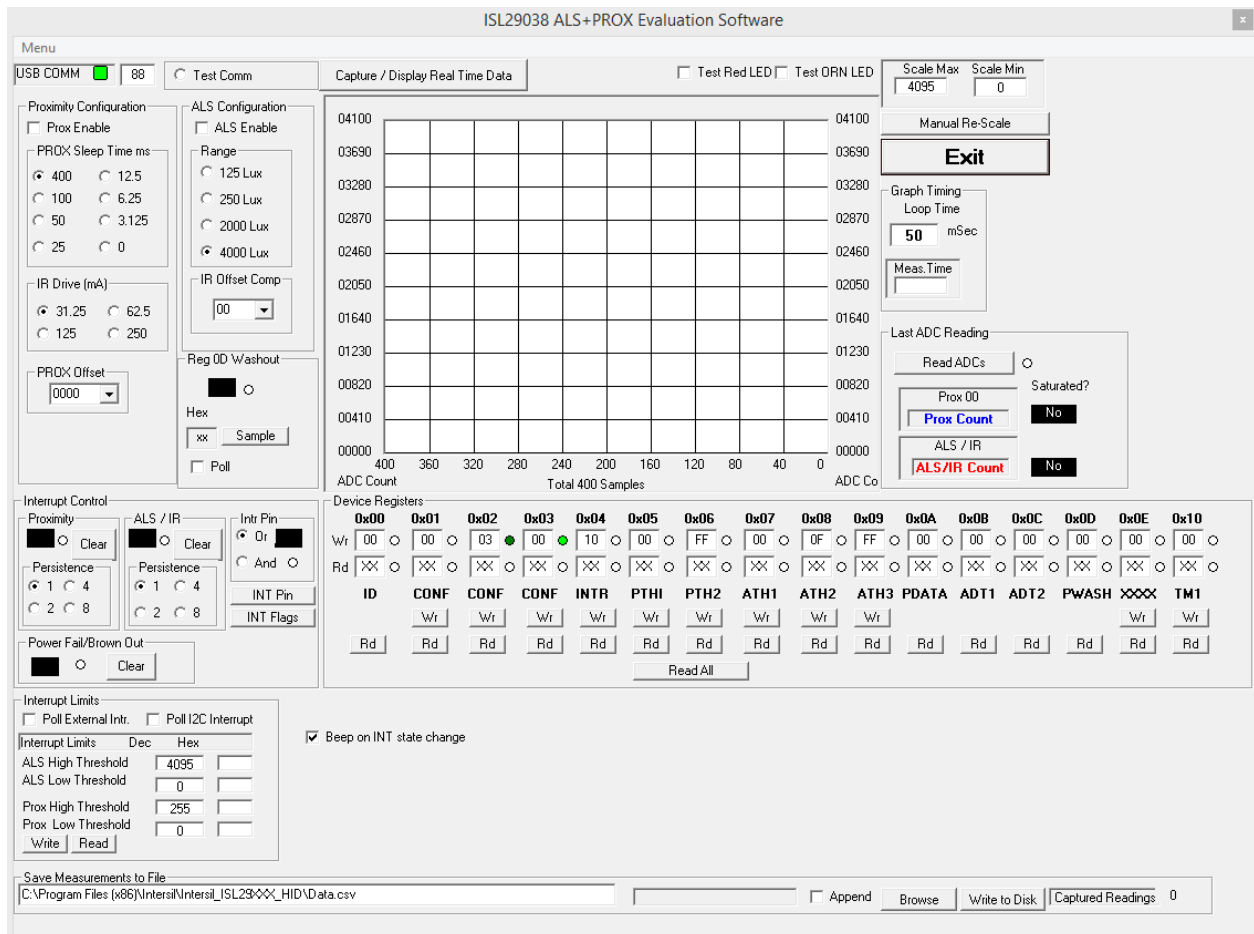 ISL29038 ALS+PROX Evaluation Software
x
Menu
USB COMM 88 Test Comm
Capture / Display Real Time Data
Test Red LED Test ORN LED
Scale Max Scale Min
4095 0
Manual Re-Scale
Exit
Graph Timing
Loop Time
50 mSec
Meas.Time
Proximity Configuration
Prox Enable
PROX Sleep Time ms
400 12.5
100 6.25
50 3.125
25 0
IR Drive (mA)
31.25 62.5
125 250
PROX Offset
0000
ALS Configuration
ALS Enable
Range
125 Lux
250 Lux
2000 Lux
4000 Lux
IR Offset Comp
00
Reg 0D Washout
Hex
xx Sample
Poll
04100 04100
03690 03690
03280 03280
02870 02870
02460 02460
02050 02050
01640 01640
01230 01230
00820 00820
00410 00410
00000 00000
400 360 320 280 240 200 160 120 80 40 0
ADC Count Total 400 Samples ADC Co
Last ADC Reading
Read ADCs
Saturated?
Prox 00
Prox Count No
ALS / IR
ALS/IR Count No
Interrupt Control
Proximity
Clear
Persistence
1 4
2 8
ALS / IR
Clear
Persistence
1 4
2 8
Intr Pin
Or
And
INT Pin
INT Flags
Power Fail/Brown Out
Clear
Device Registers
0x00 0x01 0x02 0x03 0x04 0x05 0x06 0x07 0x08 0x09 0x0A 0x0B 0x0C 0x0D 0x0E 0x10
Wr 00 00 03 00 10 00 FF 00 0F FF 00 00 00 00 00 00
Rd XX XX XX XX XX XX XX XX XX XX XX XX XX XX XX XX
ID CONF CONF CONF INTR PTHI PTH2 ATH1 ATH2 ATH3 PDATA ADT1 ADT2 PWASH XXXX TM1
Wr Wr Wr Wr Wr Wr Wr Wr Wr Wr Wr
Rd Rd Rd Rd Rd Rd Rd Rd Rd Rd Rd Rd Rd Rd Rd Rd
Read All
Interrupt Limits
Poll External Intr. Poll I2C Interrupt
Interrupt Limits Dec Hex
ALS High Threshold 4095
ALS Low Threshold 0
Prox High Threshold 255
Prox Low Threshold 0
Write Read
Beep on INT state change
Save Measurements to File
C:\Program Files (x86)\Intersil\Intersil_ISL29XXX_HID\Data.csv
Append Browse Write to Disk Captured Readings 0